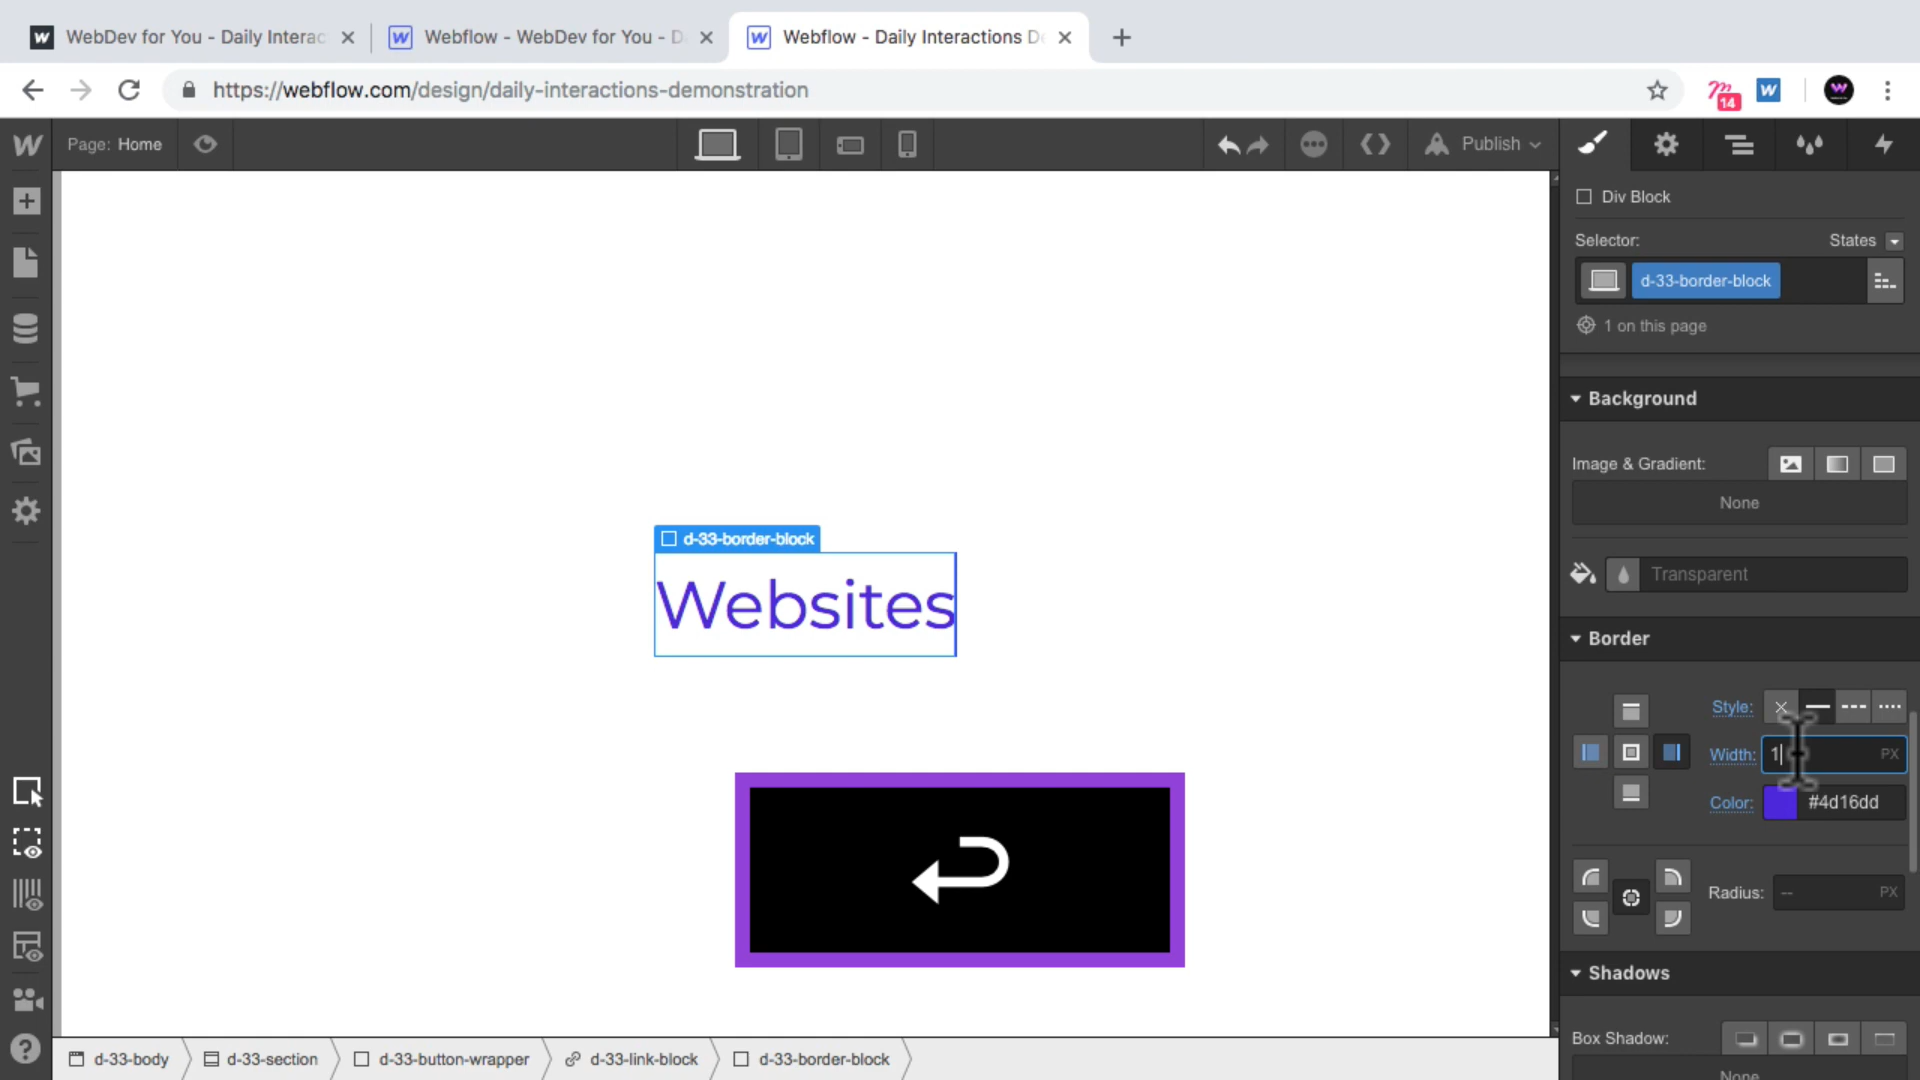 WebDev for You - Daily Interac
Webflow - WebDev for You - D
Webflow - Daily Interactions De
https://webflow.com/design/daily-interactions-demonstration
14
Page: Home
Publish
Div Block
Selector:
States
d-33-border-block
1 on this page
Background
Image & Gradient:
None
Transparent
d-33-border-block
Websites
Border
Style:
Width:
1
PX
Color:
#4d16dd
Radius:
--
PX
Shadows
Box Shadow:
None
d-33-body
d-33-section
d-33-button-wrapper
d-33-link-block
d-33-border-block